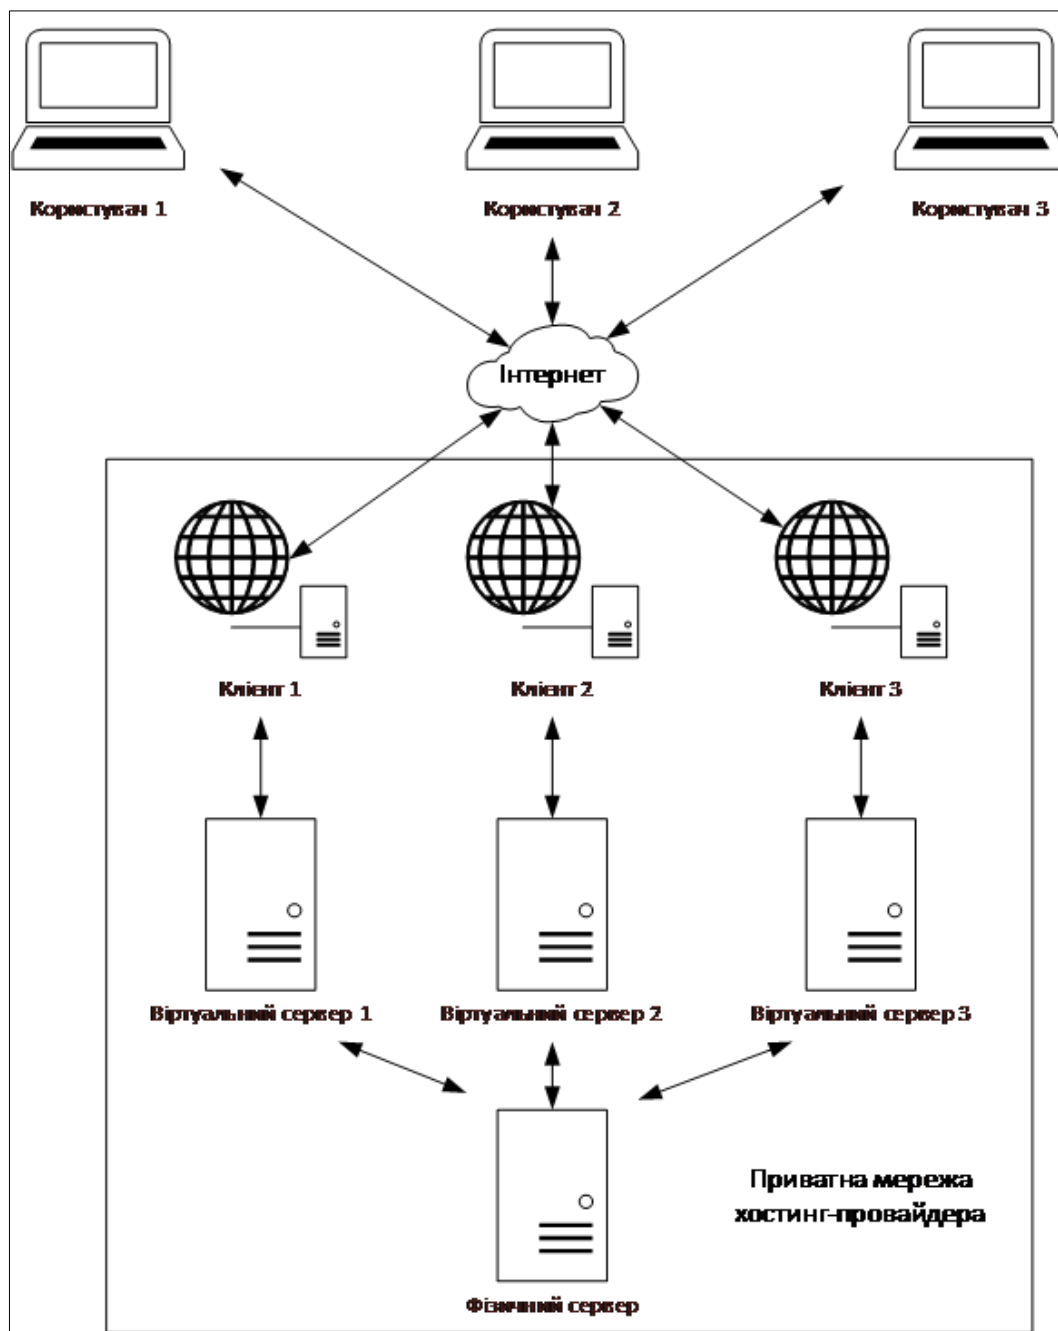 Користувач 1
Користувач 2
Користувач 3
Інтернет
Клієнт 1
Клієнт 2
Клієнт 3
Віртуальний сервер 1
Віртуальний сервер 2
Віртуальний сервер 3
Приватна мережа
хостинг-провайдера
Фізичний сервер